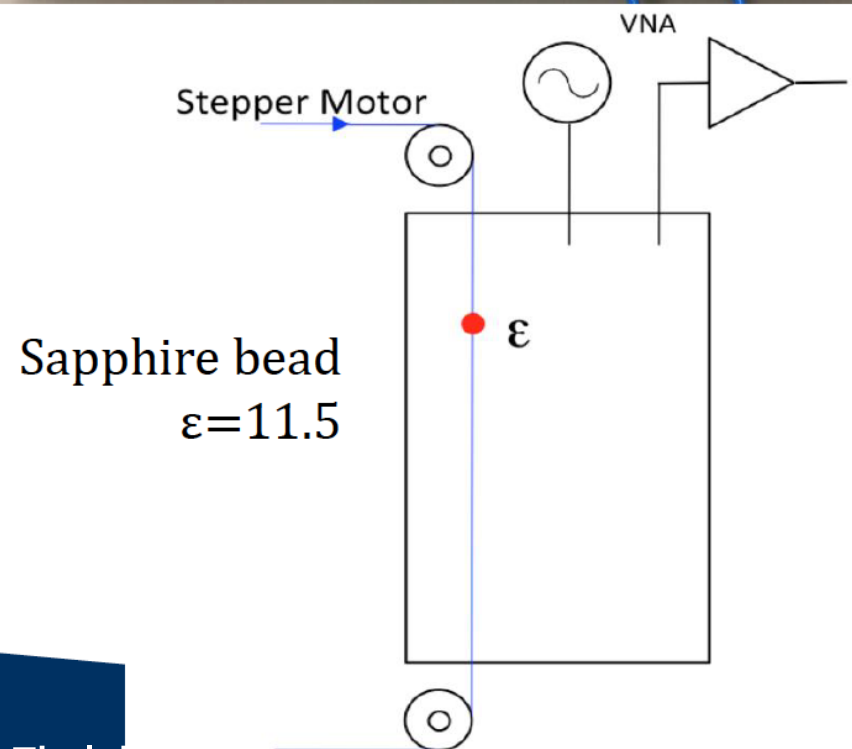 VNA
Stepper Motor
ε
Sapphire bead
ε=11.5